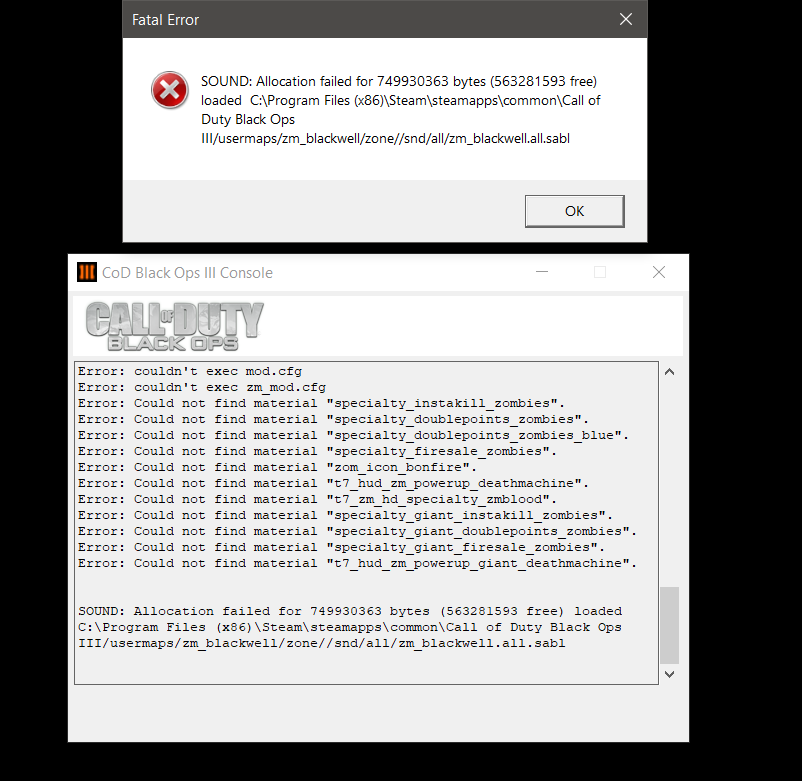 Fatal Error
SOUND: Allocation failed for 749930363 bytes (563281593 free)
loaded  C:\Program Files (x86)\Steam\steamapps\common\Call of
Duty Black Ops
III/usermaps/zm_blackwell/zone//snd/all/zm_blackwell.all.sabl
OK
III CoD Black Ops III Console
CALL OF DUTY
BLACK OPS
Error: couldn't exec mod.cfg
Error: couldn't exec zm_mod.cfg
Error: Could not find material "specialty_instakill_zombies".
Error: Could not find material "specialty_doublepoints_zombies".
Error: Could not find material "specialty_doublepoints_zombies_blue".
Error: Could not find material "specialty_firesale_zombies".
Error: Could not find material "zom_icon_bonfire".
Error: Could not find material "t7_hud_zm_powerup_deathmachine".
Error: Could not find material "t7_zm_hd_specialty_zmblood".
Error: Could not find material "specialty_giant_instakill_zombies".
Error: Could not find material "specialty_giant_doublepoints_zombies".
Error: Could not find material "specialty_giant_firesale_zombies".
Error: Could not find material "t7_hud_zm_powerup_giant_deathmachine".
SOUND: Allocation failed for 749930363 bytes (563281593 free) loaded
C:\Program Files (x86)\Steam\steamapps\common\Call of Duty Black Ops
III/usermaps/zm_blackwell/zone//snd/all/zm_blackwell.all.sabl